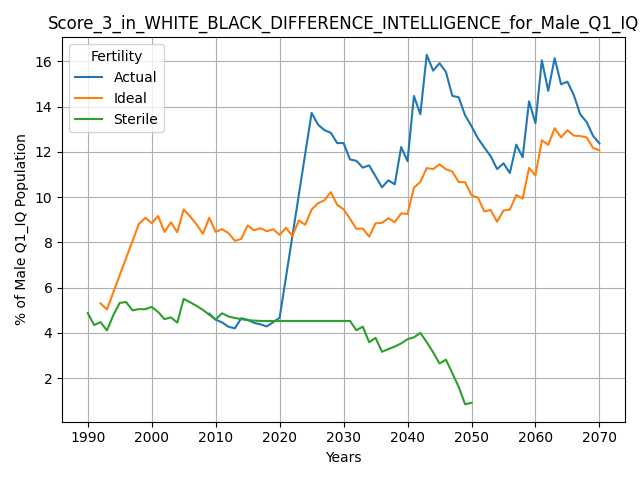 Score_3_in_WHITE_BLACK_DIFFERENCE_INTELLIGENCE_for_Male_Q1_IQ
Fertility
Actual
Ideal
Sterile
% of Male Q1_IQ Population
16
14
12
10
8
6
4
2
1990 2000 2010 2020 2030 2040 2050 2060 2070
Years